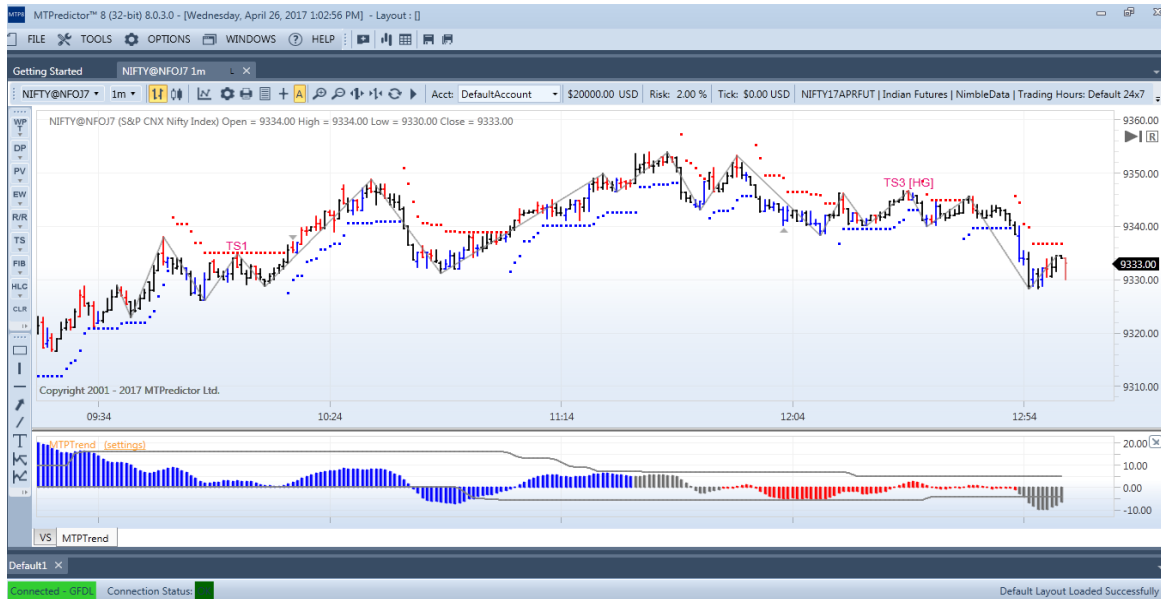 MTP8 MTPredictor™ 8 (32-bit) 8.0.3.0 - [Wednesday, April 26, 2017 1:02:56 PM] - Layout : []
FILE TOOLS OPTIONS WINDOWS HELP
Getting Started NIFTY@NFOJ7 1m L
NIFTY@NFOJ7 1m A Acct: DefaultAccount $20000.00 USD Risk: 2.00 % Tick: $0.00 USD NIFTY17APRFUT | Indian Futures | NimbleData | Trading Hours: Default 24x7
WP
T
DP
PV
EW
R/R
TS
FIB
HLC
CLR
T
NIFTY@NFOJ7 (S&P CNX Nifty Index) Open = 9334.00 High = 9334.00 Low = 9330.00 Close = 9333.00
9360.00
R
9350.00
TS3 [HG]
9340.00
TS1
9333.00
9330.00
9320.00
9310.00
Copyright 2001 - 2017 MTPredictor Ltd.
09:34 10:24 11:14 12:04 12:54
MTPTrend (settings)
20.00
10.00
0.00
-10.00
VS MTPTrend
Default1
Connected - GFDL Connection Status: Default Layout Loaded Successfully